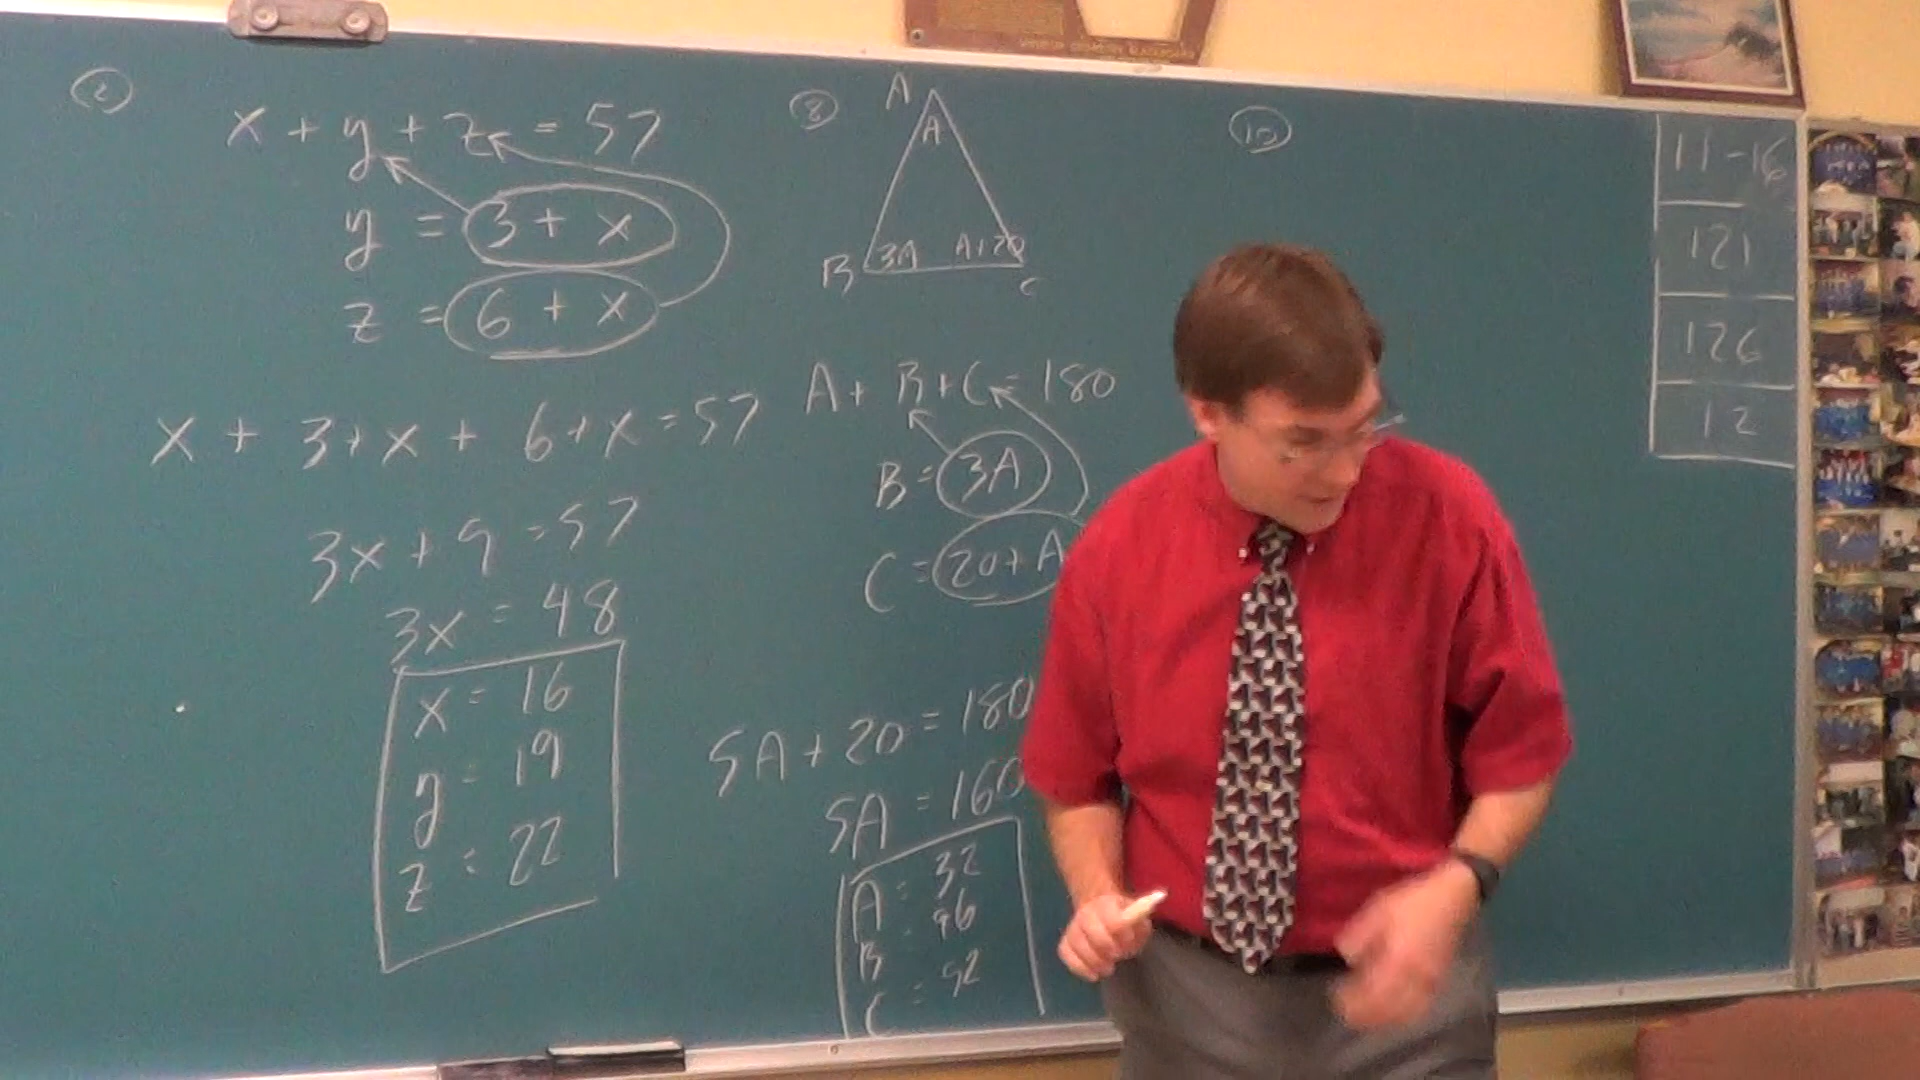 2
x + y + z = 57
y = 3 + x
z = 6 + x
x + 3+x + 6+x = 57
3x + 9 = 57
3x = 48
x = 16
y = 19
z = 22
8
A
A
3A A+20
B C
A + B + C = 180
B = 3A
C = 20+A
5A + 20 = 180
5A = 160
A = 32
B = 96
C = 52
10
11-16
121
126
12